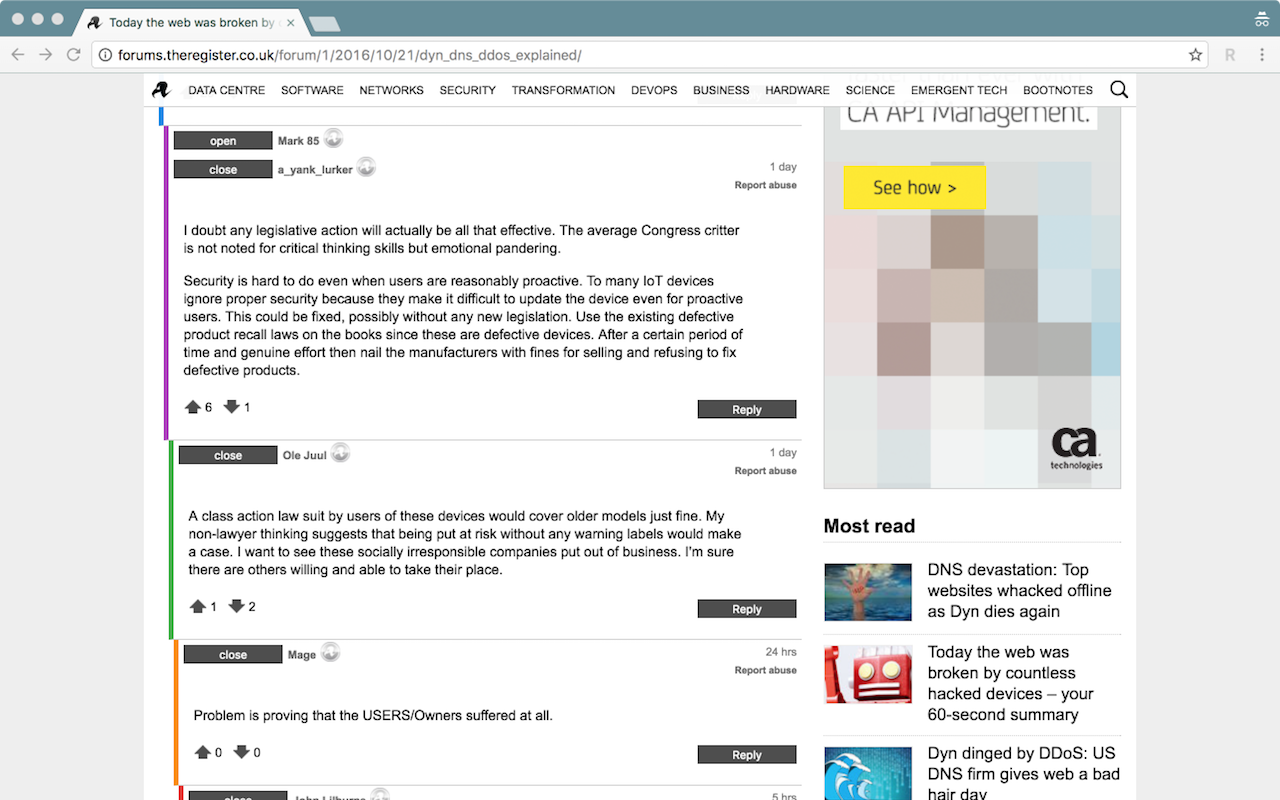 Today the web was broken by
forums.theregister.co.uk/forum/1/2016/10/21/dyn_dns_ddos_explained/
R
DATA CENTRE SOFTWARE NETWORKS SECURITY TRANSFORMATION DEVOPS BUSINESS HARDWARE SCIENCE EMERGENT TECH BOOTNOTES
open Mark 85
close a_yank_lurker
1 day
Report abuse
I doubt any legislative action will actually be all that effective. The average Congress critter
is not noted for critical thinking skills but emotional pandering.
Security is hard to do even when users are reasonably proactive. To many IoT devices
ignore proper security because they make it difficult to update the device even for proactive
users. This could be fixed, possibly without any new legislation. Use the existing defective
product recall laws on the books since these are defective devices. After a certain period of
time and genuine effort then nail the manufacturers with fines for selling and refusing to fix
defective products.
6 1
Reply
close Ole Juul
1 day
Report abuse
A class action law suit by users of these devices would cover older models just fine. My
non-lawyer thinking suggests that being put at risk without any warning labels would make
a case. I want to see these socially irresponsible companies put out of business. I'm sure
there are others willing and able to take their place.
1 2
Reply
close Mage
24 hrs
Report abuse
Problem is proving that the USERS/Owners suffered at all.
0 0
Reply
close John Lilburne
5 hrs
CA API Management.
See how >
ca
technologies
Most read
DNS devastation: Top
websites whacked offline
as Dyn dies again
Today the web was
broken by countless
hacked devices – your
60-second summary
Dyn dinged by DDoS: US
DNS firm gives web a bad
hair day